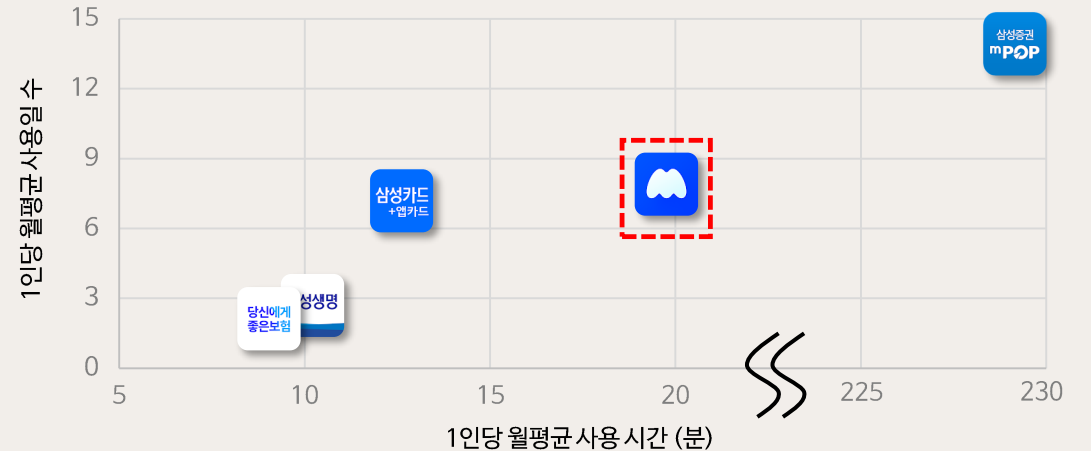 1인당 월평균 사용일 수
15
12
9
6
3
0
삼성증권
mPOP
삼성카드
+앱카드
성생명
당신에게
좋은보험
5
10
15
20
225
230
1인당 월평균 사용 시간 (분)